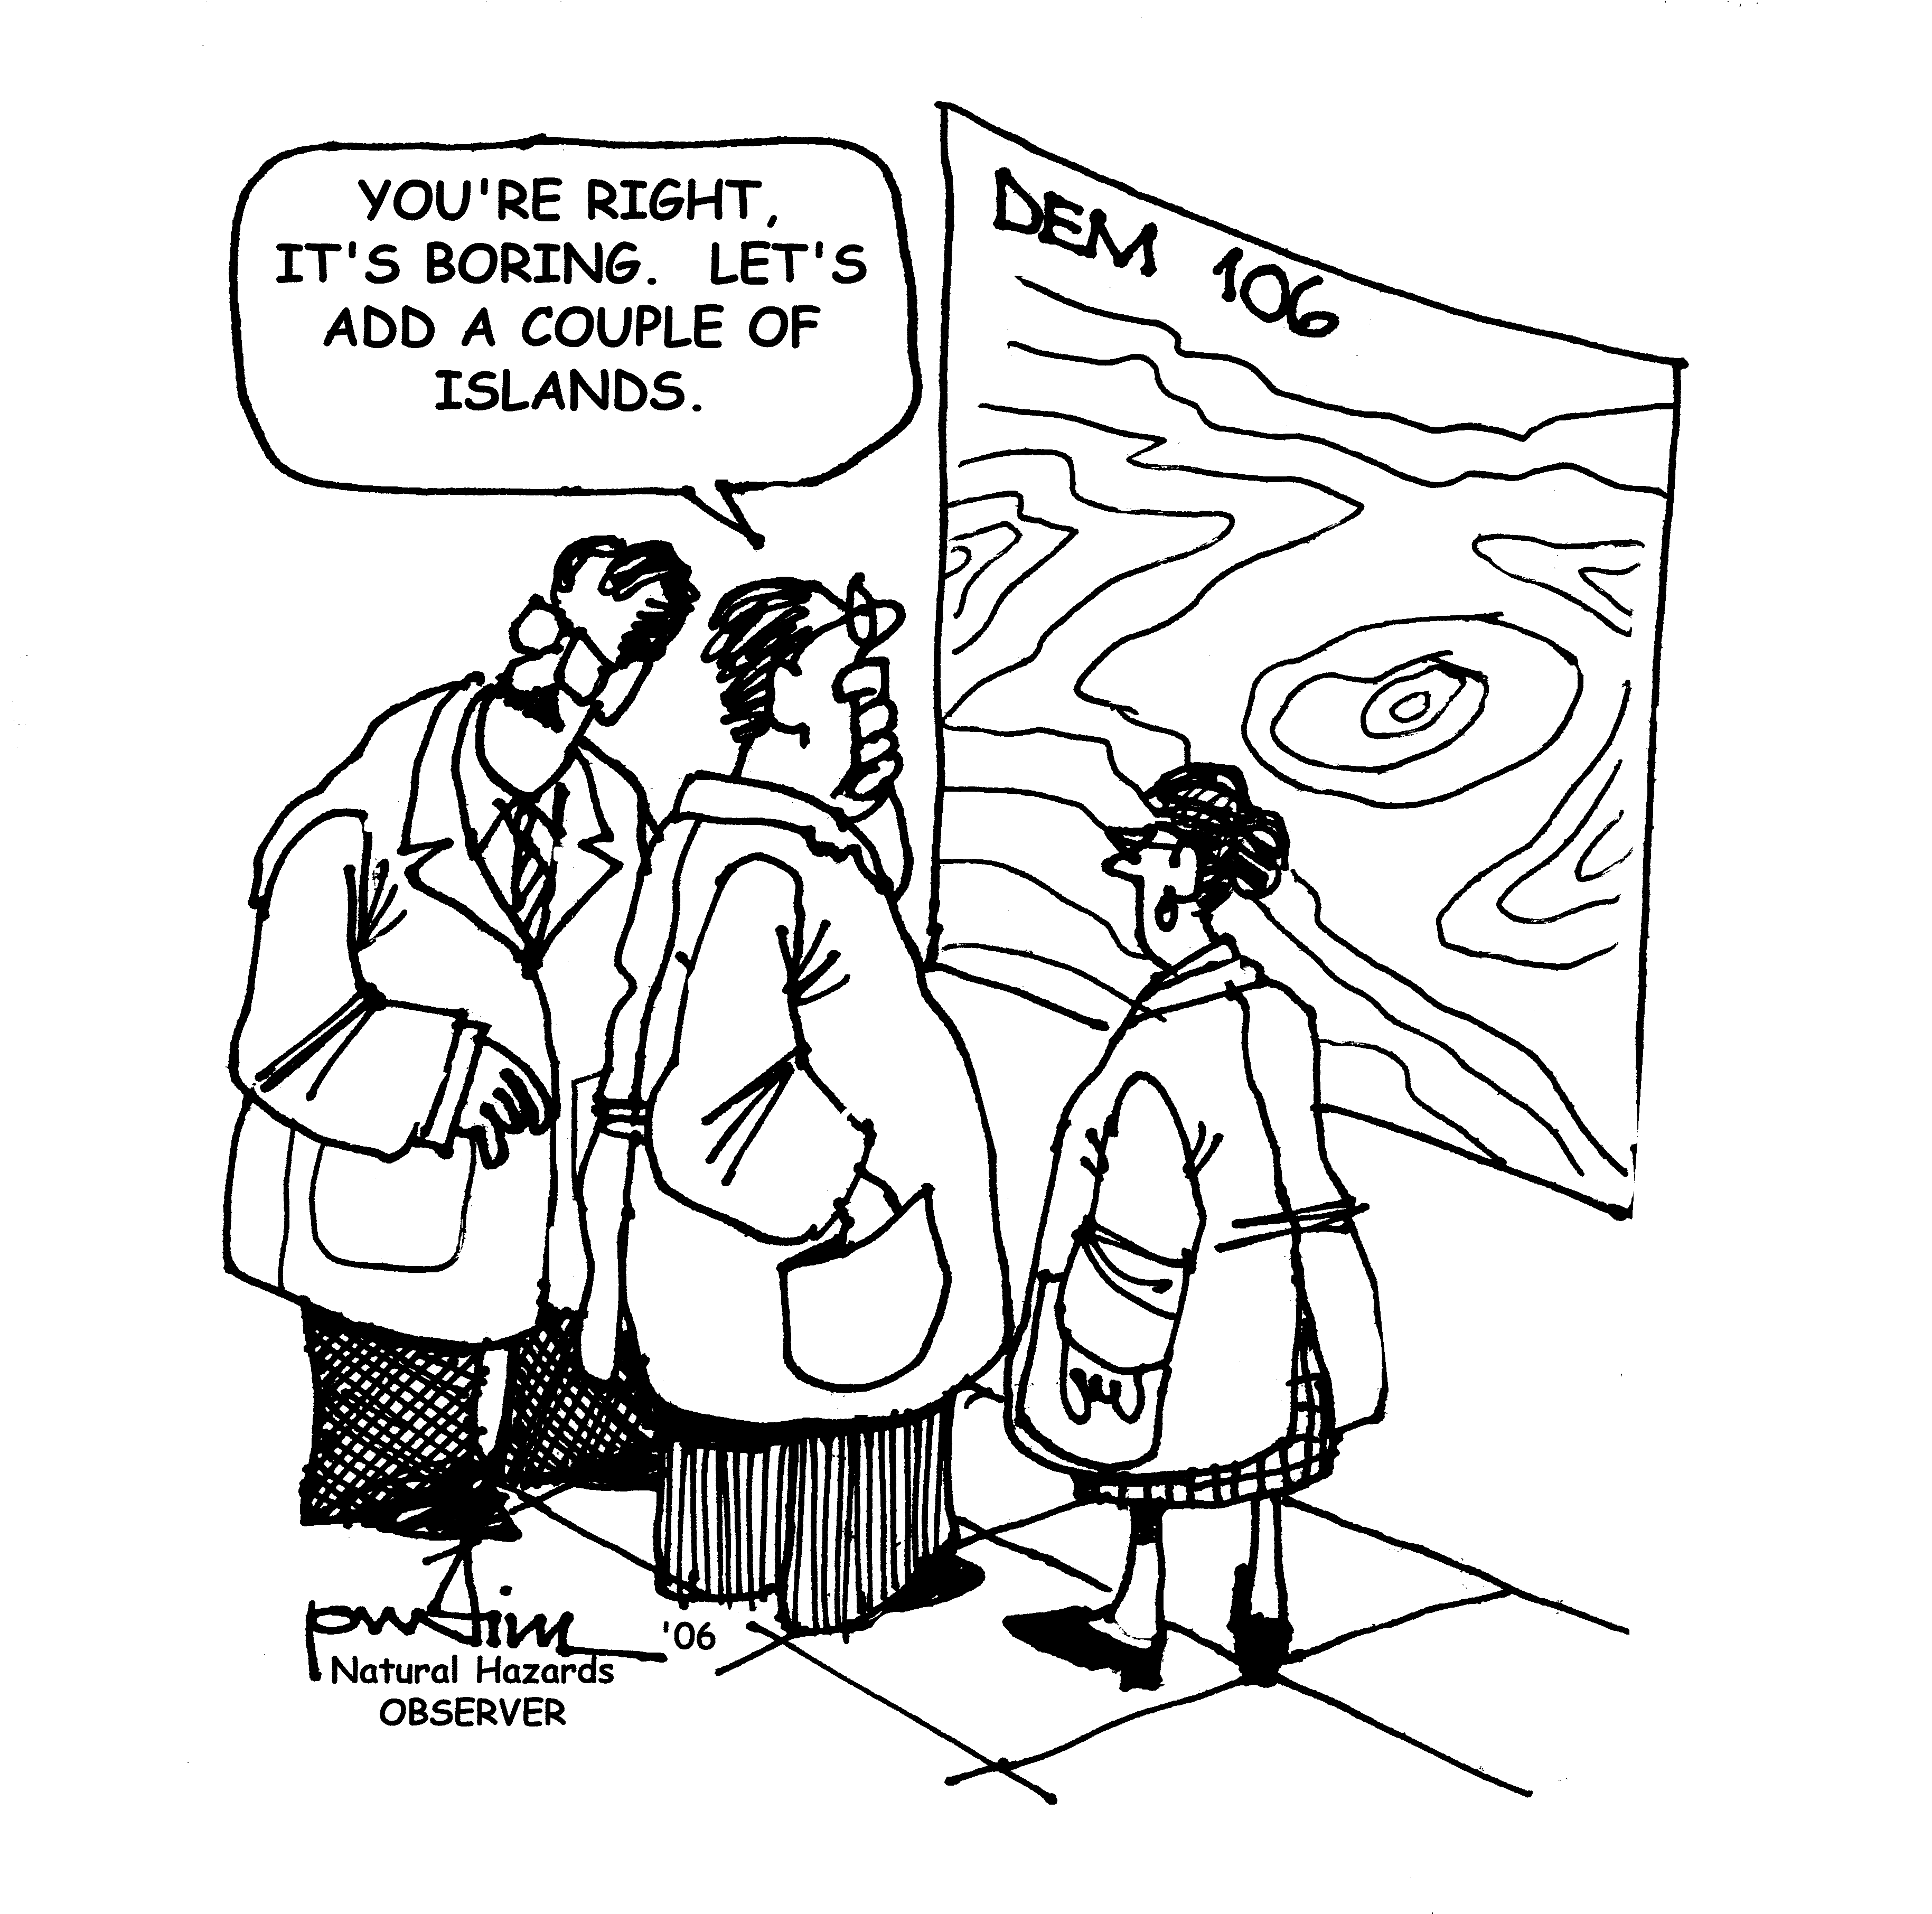 YOU'RE RIGHT,
IT'S BORING. LET'S
ADD A COUPLE OF
ISLANDS.
DEM 106
'06
Natural Hazards
OBSERVER